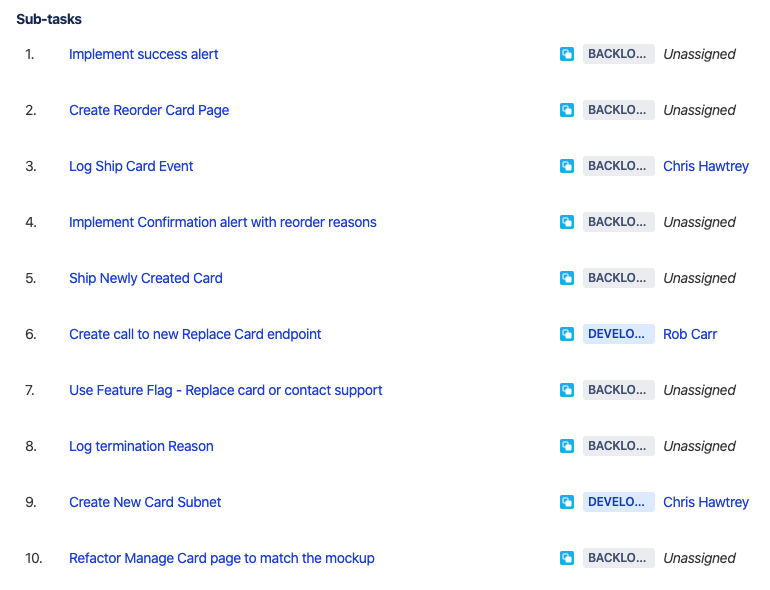 Sub-tasks
1. Implement success alert BACKLO... Unassigned
2. Create Reorder Card Page BACKLO... Unassigned
3. Log Ship Card Event BACKLO... Chris Hawtrey
4. Implement Confirmation alert with reorder reasons BACKLO... Unassigned
5. Ship Newly Created Card BACKLO... Unassigned
6. Create call to new Replace Card endpoint DEVELO... Rob Carr
7. Use Feature Flag - Replace card or contact support BACKLO... Unassigned
8. Log termination Reason BACKLO... Unassigned
9. Create New Card Subnet DEVELO... Chris Hawtrey
10. Refactor Manage Card page to match the mockup BACKLO... Unassigned